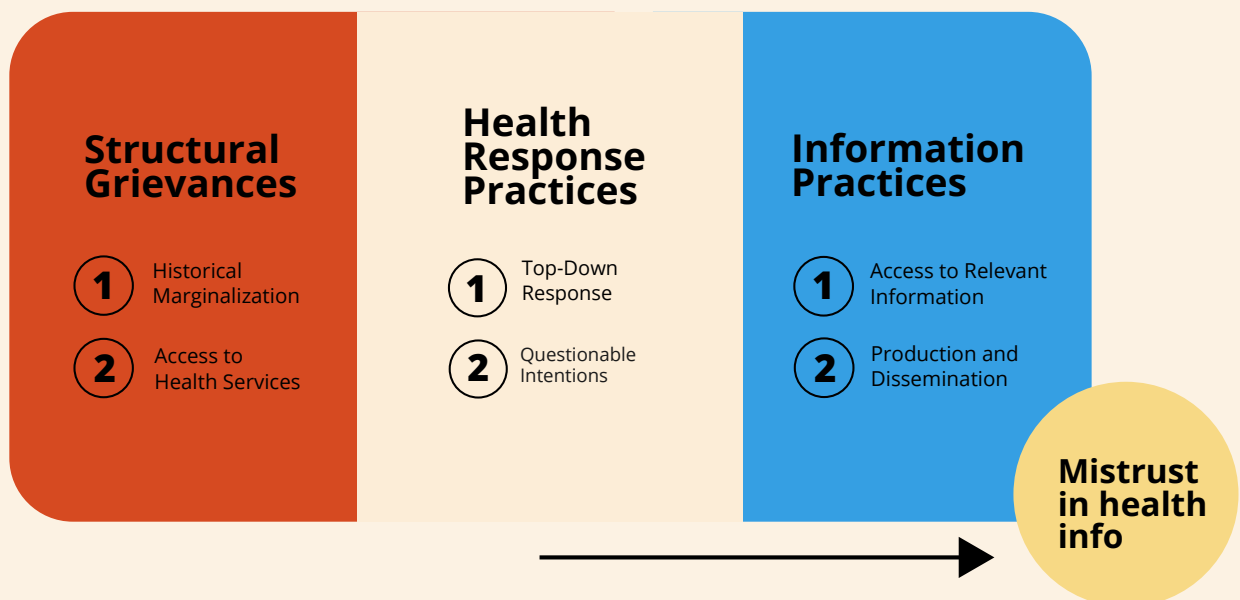 Structural
Grievances
1
Historical
Marginalization
2
Access to
Health Services
Health
Response
Practices
1
Top-Down
Response
2
Questionable
Intentions
Information
Practices
1
Access to Relevant
Information
2
Production and
Dissemination
Mistrust
in health
info